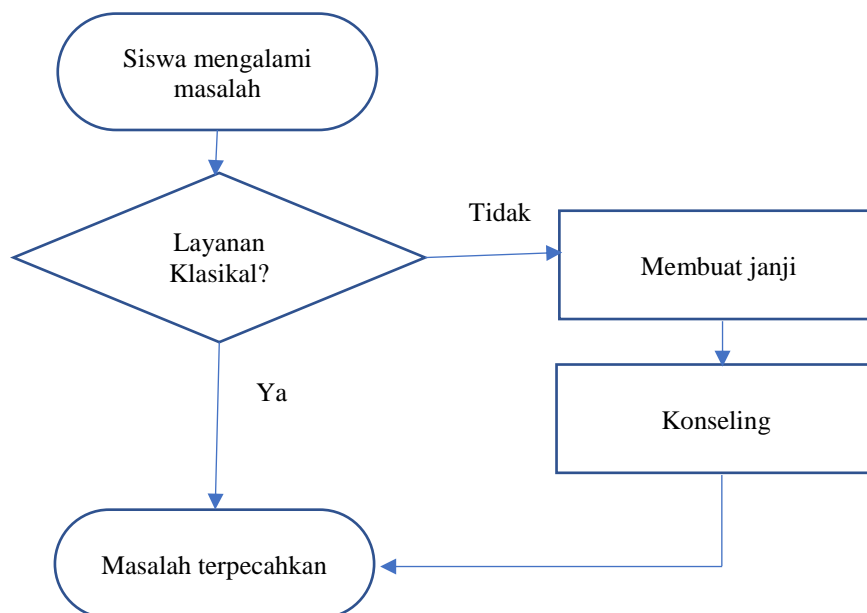 Siswa mengalami
masalah
Layanan
Klasikal?
Tidak
Membuat janji
Ya
Konseling
Masalah terpecahkan